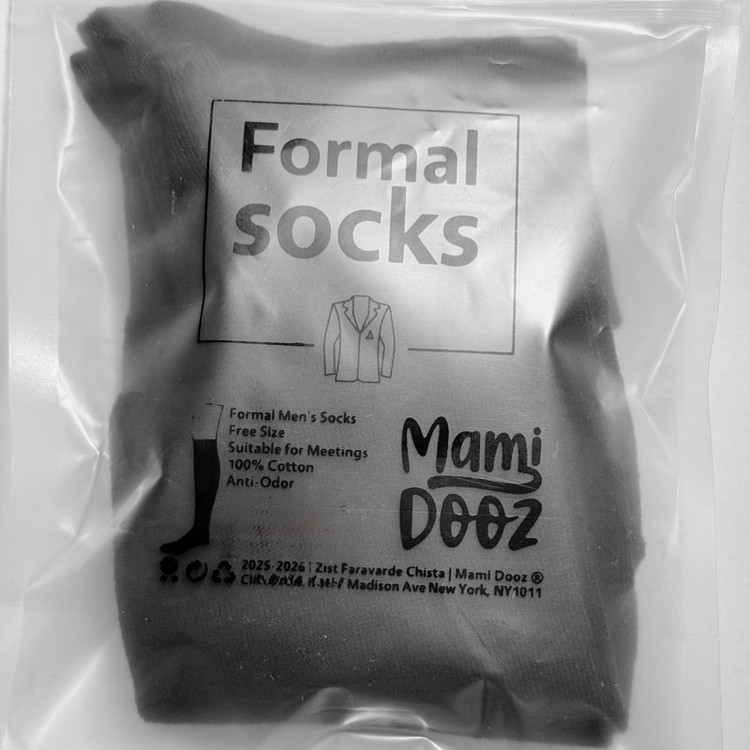 Formal
socks
Formal Men's Socks
Free Size
Suitable for Meetings
100% Cotton
Anti-Odor
Mami
Dooz
2025-2026 | Zist Faravarde Chista | Mami Dooz ®
Madison Ave New York, NY1011